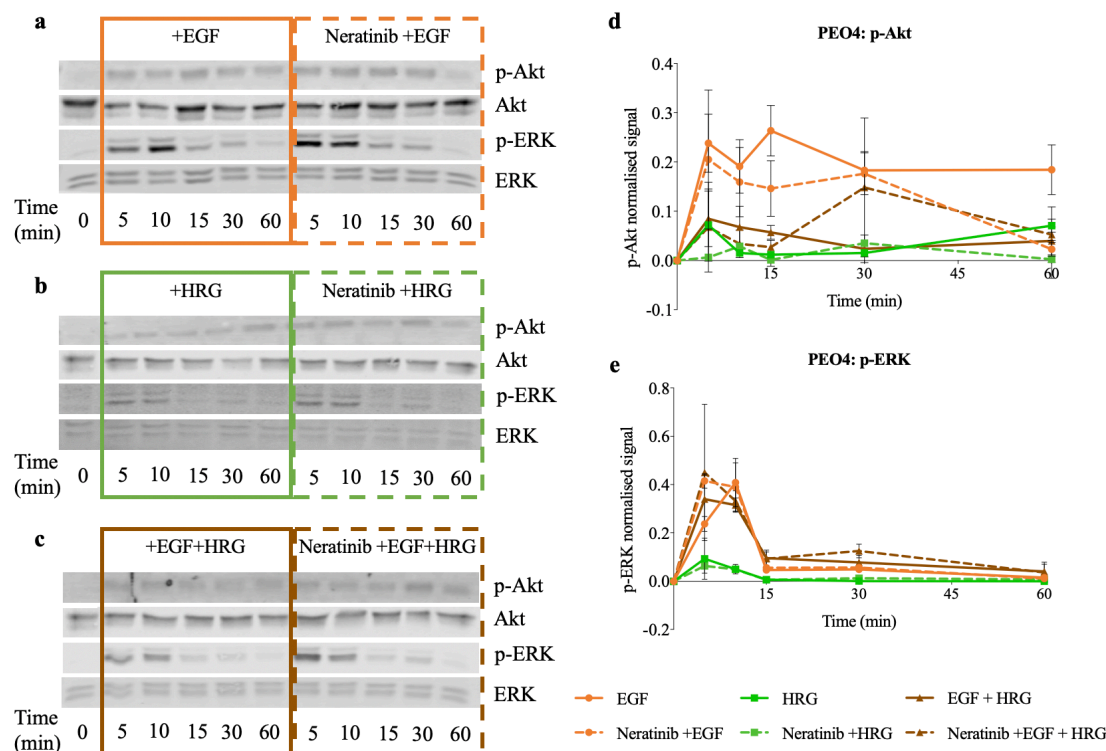 a
+EGF
Neratinib +EGF
p-Akt
Akt
p-ERK
ERK
Time (min)
0 5 10 15 30 60 5 10 15 30 60
b
+HRG
Neratinib +HRG
p-Akt
Akt
p-ERK
ERK
Time (min)
0 5 10 15 30 60 5 10 15 30 60
c
+EGF+HRG
Neratinib +EGF+HRG
p-Akt
Akt
p-ERK
ERK
Time (min)
0 5 10 15 30 60 5 10 15 30 60
d
PEO4: p-Akt
p-Akt normalised signal
0.4
0.3
0.2
0.1
0.0
-0.1
15 30 45 60
Time (min)
e
PEO4: p-ERK
p-ERK normalised signal
0.8
0.6
0.4
0.2
0.0
-0.2
15 30 45 60
Time (min)
EGF HRG EGF + HRG
Neratinib +EGF Neratinib +HRG Neratinib +EGF + HRG